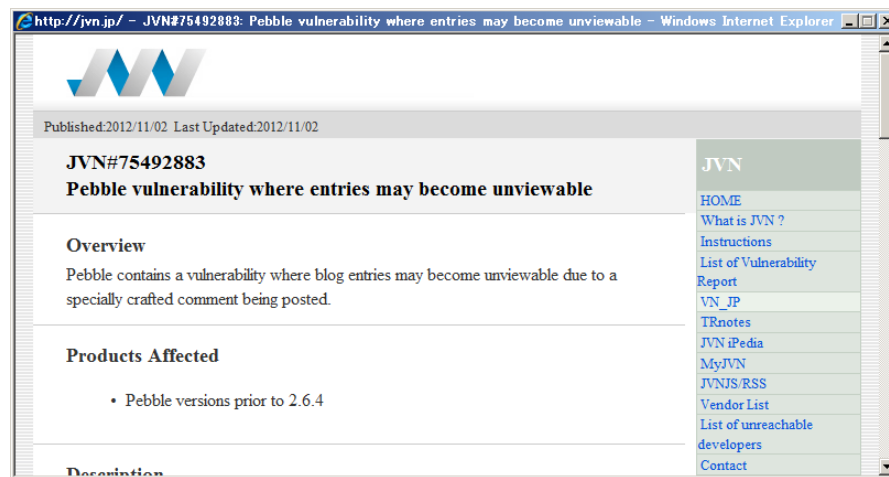 http://jvn.jp/ - JVN#75492883: Pebble vulnerability where entries may become unviewable - Windows Internet Explorer
JVN
Published:2012/11/02 Last Updated:2012/11/02
JVN#75492883
Pebble vulnerability where entries may become unviewable
Overview
Pebble contains a vulnerability where blog entries may become unviewable due to a
specially crafted comment being posted.
Products Affected
• Pebble versions prior to 2.6.4
Description
JVN
HOME
What is JVN ?
Instructions
List of Vulnerability
Report
VN_JP
TRnotes
JVN iPedia
MyJVN
JVNJS/RSS
Vendor List
List of unreachable
developers
Contact